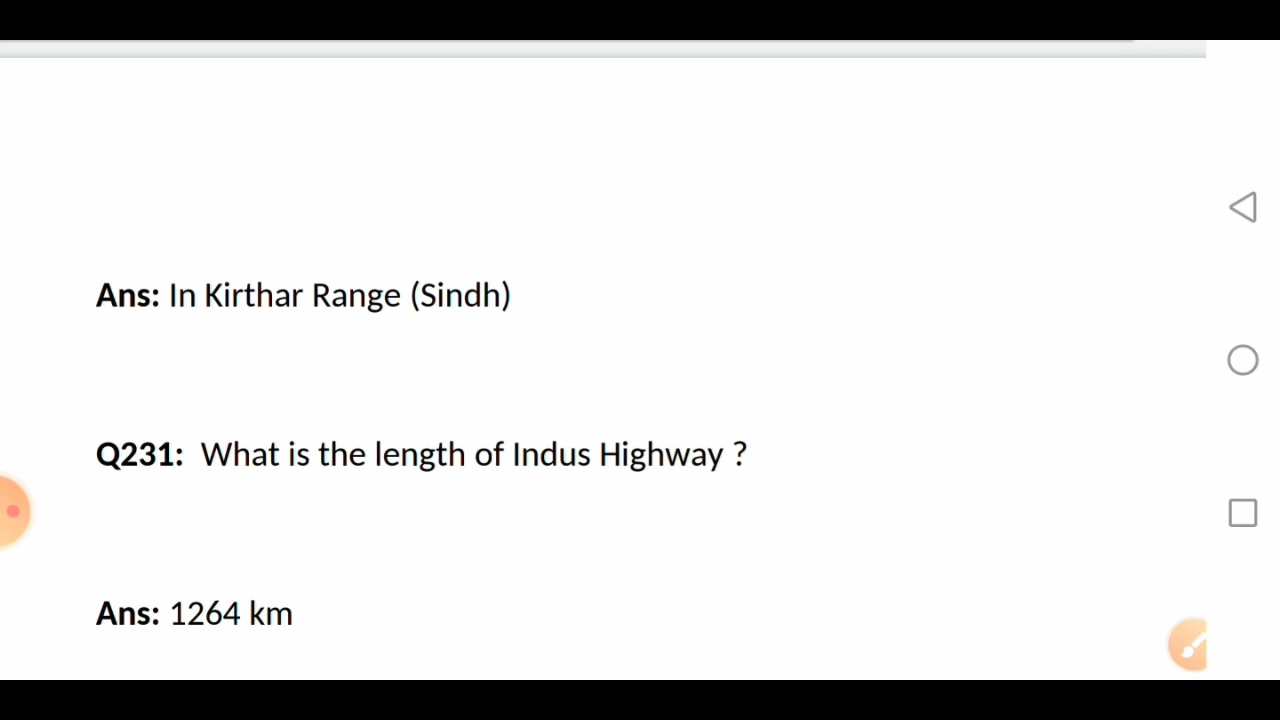 Ans: In Kirthar Range (Sindh)
Q231: What is the length of Indus Highway ?
Ans: 1264 km